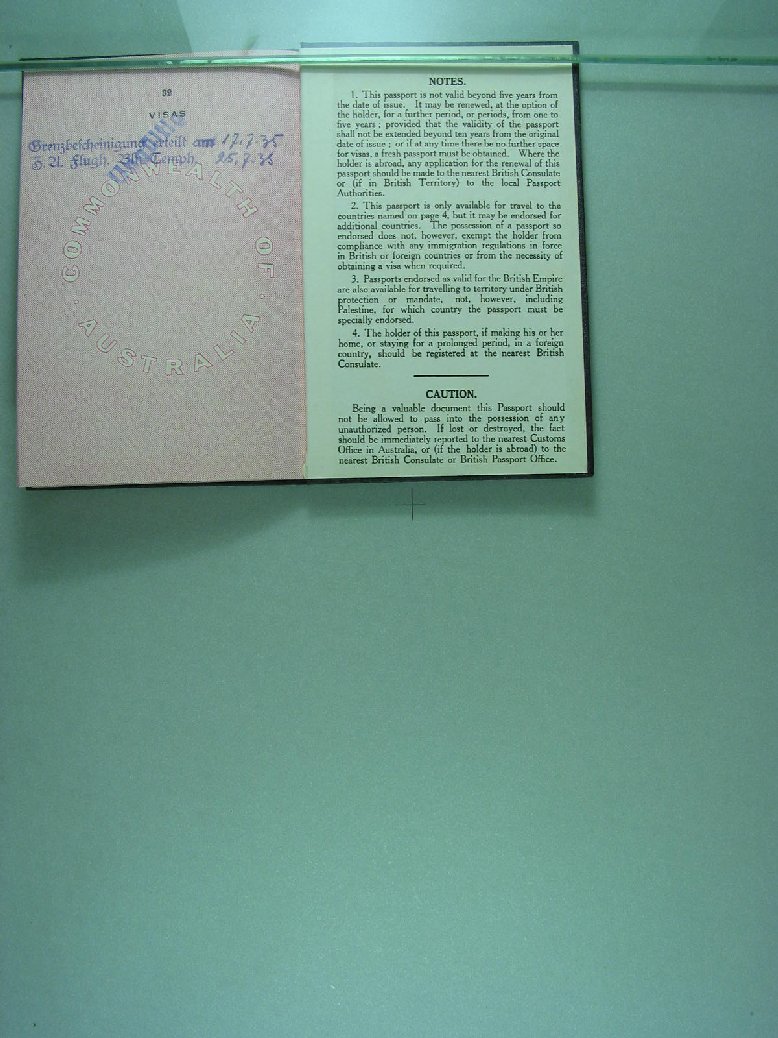 32
VISAS
Grenzbescheinigung erteilt am 17.7.35
Z. A. Flugh. Blh. Temph. 25.7.35
COMMONWEALTH OF
AUSTRALIA
NOTES.
1. This passport is not valid beyond five years from
the date of issue. It may be renewed, at the option of
the holder, for a further period, or periods, from one to
five years ; provided that the validity of the passport
shall not be extended beyond ten years from the original
date of issue ; or if at any time there be no further space
for visas, a fresh passport must be obtained. Where the
holder is abroad, any application for the renewal of this
passport should be made to the nearest British Consulate
or (if in British Territory) to the local Passport
Authorities.
2. This passport is only available for travel to the
countries named on page 4, but it may be endorsed for
additional countries. The possession of a passport so
endorsed does not, however, exempt the holder from
compliance with any immigration regulations in force
in British or foreign countries or from the necessity of
obtaining a visa when required.
3. Passports endorsed as valid for the British Empire
are also available for travelling to territory under British
protection or mandate, not, however, including
Palestine, for which country the passport must be
specially endorsed.
4. The holder of this passport, if making his or her
home, or staying for a prolonged period, in a foreign
country, should be registered at the nearest British
Consulate.
CAUTION.
Being a valuable document this Passport should
not be allowed to pass into the possession of any
unauthorized person. If lost or destroyed, the fact
should be immediately reported to the nearest Customs
Office in Australia, or (if the holder is abroad) to the
nearest British Consulate or British Passport Office.